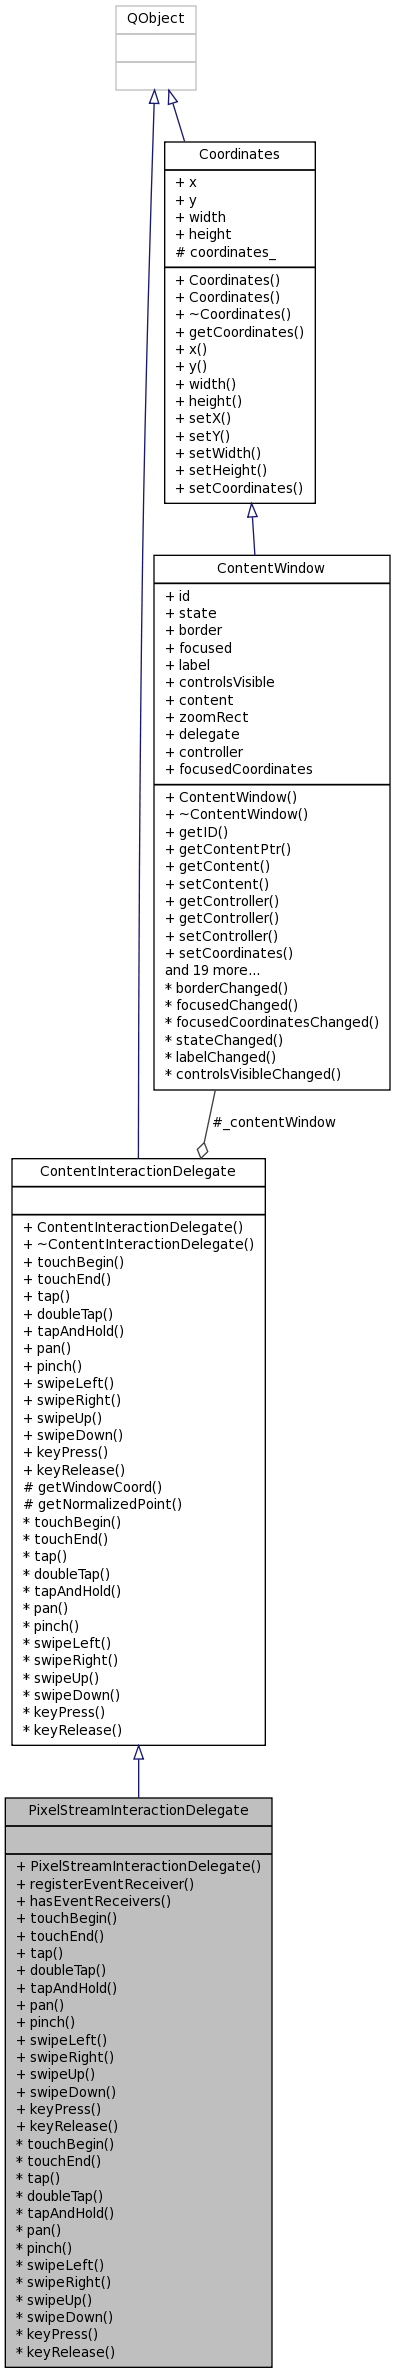 QObject
Coordinates
+ x
+ y
+ width
+ height
# coordinates_
+ Coordinates()
+ Coordinates()
+ ~Coordinates()
+ getCoordinates()
+ x()
+ y()
+ width()
+ height()
+ setX()
+ setY()
+ setWidth()
+ setHeight()
+ setCoordinates()
ContentWindow
+ id
+ state
+ border
+ focused
+ label
+ controlsVisible
+ content
+ zoomRect
+ delegate
+ controller
+ focusedCoordinates
+ ContentWindow()
+ ~ContentWindow()
+ getID()
+ getContentPtr()
+ getContent()
+ setContent()
+ getController()
+ getController()
+ setController()
+ setCoordinates()
and 19 more...
* borderChanged()
* focusedChanged()
* focusedCoordinatesChanged()
* stateChanged()
* labelChanged()
* controlsVisibleChanged()
#_contentWindow
ContentInteractionDelegate
+ ContentInteractionDelegate()
+ ~ContentInteractionDelegate()
+ touchBegin()
+ touchEnd()
+ tap()
+ doubleTap()
+ tapAndHold()
+ pan()
+ pinch()
+ swipeLeft()
+ swipeRight()
+ swipeUp()
+ swipeDown()
+ keyPress()
+ keyRelease()
# getWindowCoord()
# getNormalizedPoint()
* touchBegin()
* touchEnd()
* tap()
* doubleTap()
* tapAndHold()
* pan()
* pinch()
* swipeLeft()
* swipeRight()
* swipeUp()
* swipeDown()
* keyPress()
* keyRelease()
PixelStreamInteractionDelegate
+ PixelStreamInteractionDelegate()
+ registerEventReceiver()
+ hasEventReceivers()
+ touchBegin()
+ touchEnd()
+ tap()
+ doubleTap()
+ tapAndHold()
+ pan()
+ pinch()
+ swipeLeft()
+ swipeRight()
+ swipeUp()
+ swipeDown()
+ keyPress()
+ keyRelease()
* touchBegin()
* touchEnd()
* tap()
* doubleTap()
* tapAndHold()
* pan()
* pinch()
* swipeLeft()
* swipeRight()
* swipeUp()
* swipeDown()
* keyPress()
* keyRelease()